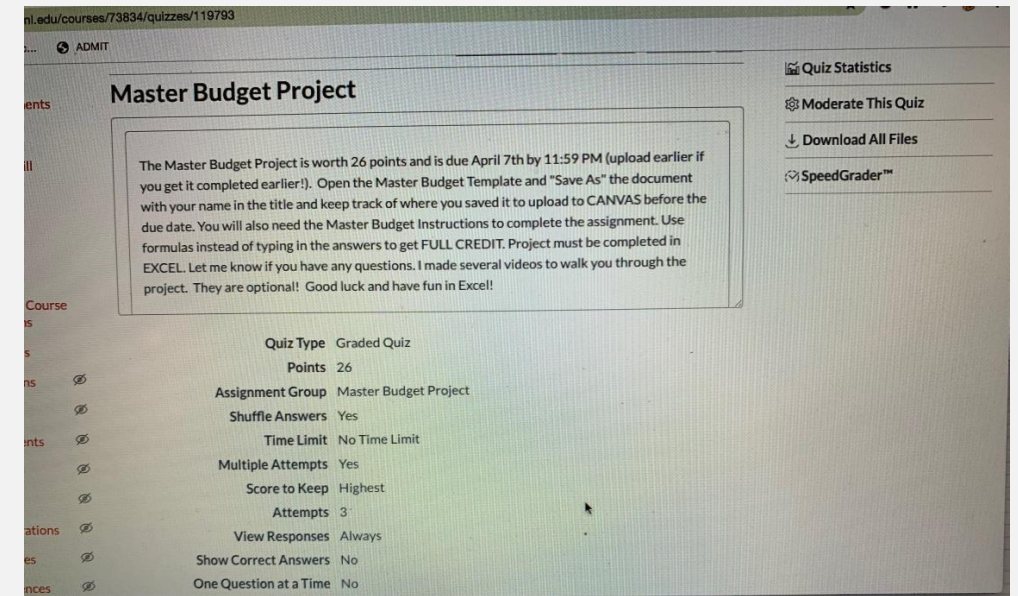 nl.edu/courses/73834/quizzes/119793
... ADMIT
Quiz Statistics
Master Budget Project
ents
Moderate This Quiz
Download All Files
The Master Budget Project is worth 26 points and is due April 7th by 11:59 PM (upload earlier if
ill
SpeedGrader™
you get it completed earlier!). Open the Master Budget Template and "Save As" the document
with your name in the title and keep track of where you saved it to upload to CANVAS before the
due date. You will also need the Master Budget Instructions to complete the assignment. Use
formulas instead of typing in the answers to get FULL CREDIT. Project must be completed in
EXCEL. Let me know if you have any questions. I made several videos to walk you through the
project. They are optional! Good luck and have fun in Excel!
Course
ns
s
ns
ents
ations
es
nces
Quiz Type Graded Quiz
Points 26
Assignment Group Master Budget Project
Shuffle Answers Yes
Time Limit No Time Limit
Multiple Attempts Yes
Score to Keep Highest
Attempts 3
View Responses Always
Show Correct Answers No
One Question at a Time No